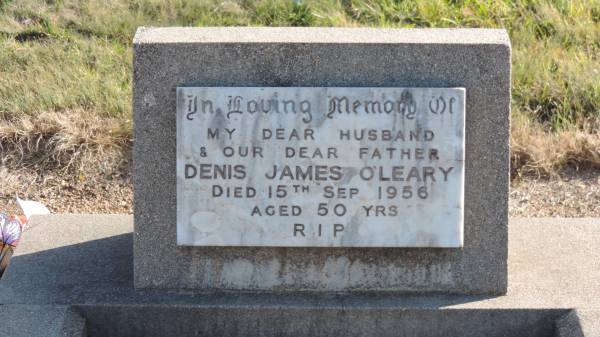 In Loving Memory Of
MY DEAR HUSBAND
& OUR DEAR FATHER
DENIS JAMES O'LEARY
DIED 15TH SEP 1956
AGED 50 YRS
R I P